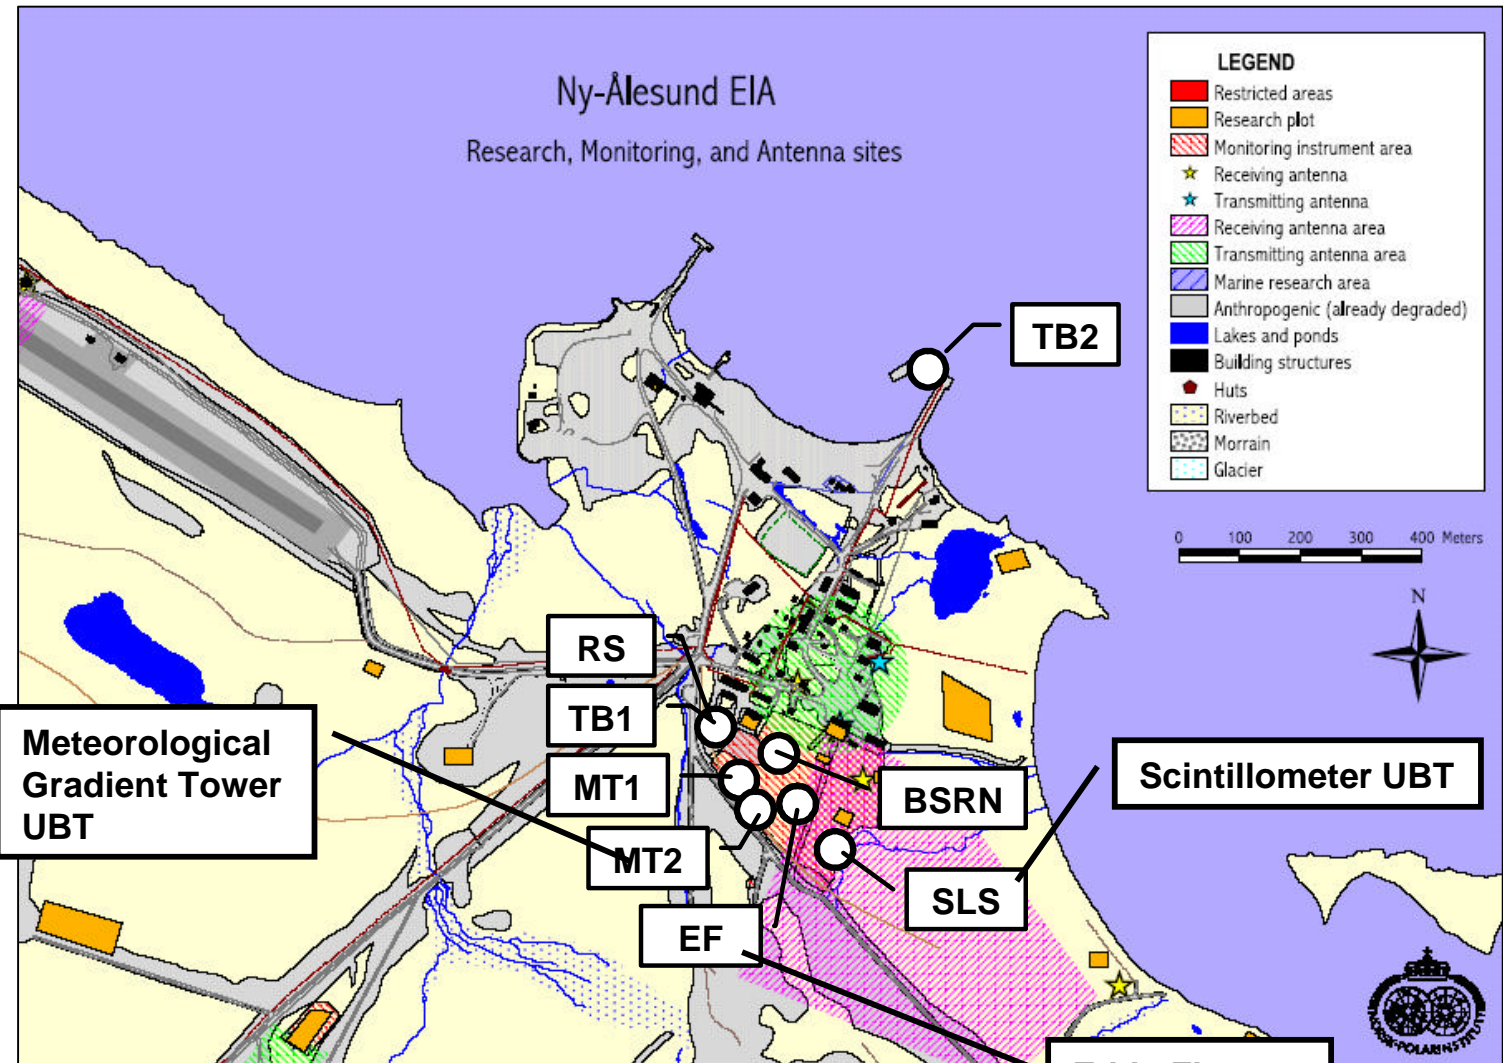 Ny-Ålesund EIA
Research, Monitoring, and Antenna sites
LEGEND
Restricted areas
Research plot
Monitoring instrument area
Receiving antenna
Transmitting antenna
Receiving antenna area
Transmitting antenna area
Marine research area
Anthropogenic (already degraded)
Lakes and ponds
Building structures
Huts
Riverbed
Morrain
Glacier
0 100 200 300 400 Meters
N
TB2
RS
TB1
MT1
MT2
EF
BSRN
SLS
Meteorological
Gradient Tower
UBT
Scintillometer UBT
NORSK POLARINSTITUTT